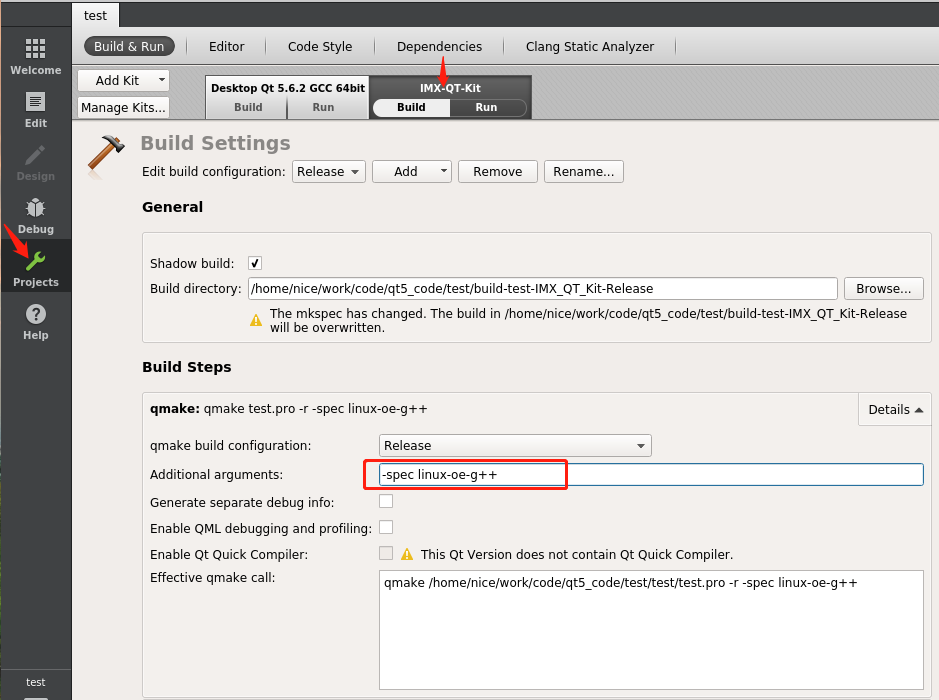 test
Build & Run
Editor
Code Style
Dependencies
Clang Static Analyzer
Welcome
Edit
Design
Debug
Projects
Help
test
Add Kit
Manage Kits...
Desktop Qt 5.6.2 GCC 64bit
Build
Run
IMX-QT-Kit
Build
Run
Build Settings
Edit build configuration: Release Add Remove Rename...
General
Shadow build:
Build directory: /home/nice/work/code/qt5_code/test/build-test-IMX_QT_Kit-Release Browse...
The mkspec has changed. The build in /home/nice/work/code/qt5_code/test/build-test-IMX_QT_Kit-Release
will be overwritten.
Build Steps
qmake: qmake test.pro -r -spec linux-oe-g++
Details
qmake build configuration: Release
Additional arguments: -spec linux-oe-g++
Generate separate debug info:
Enable QML debugging and profiling:
Enable Qt Quick Compiler: This Qt Version does not contain Qt Quick Compiler.
Effective qmake call: qmake /home/nice/work/code/qt5_code/test/test/test.pro -r -spec linux-oe-g++